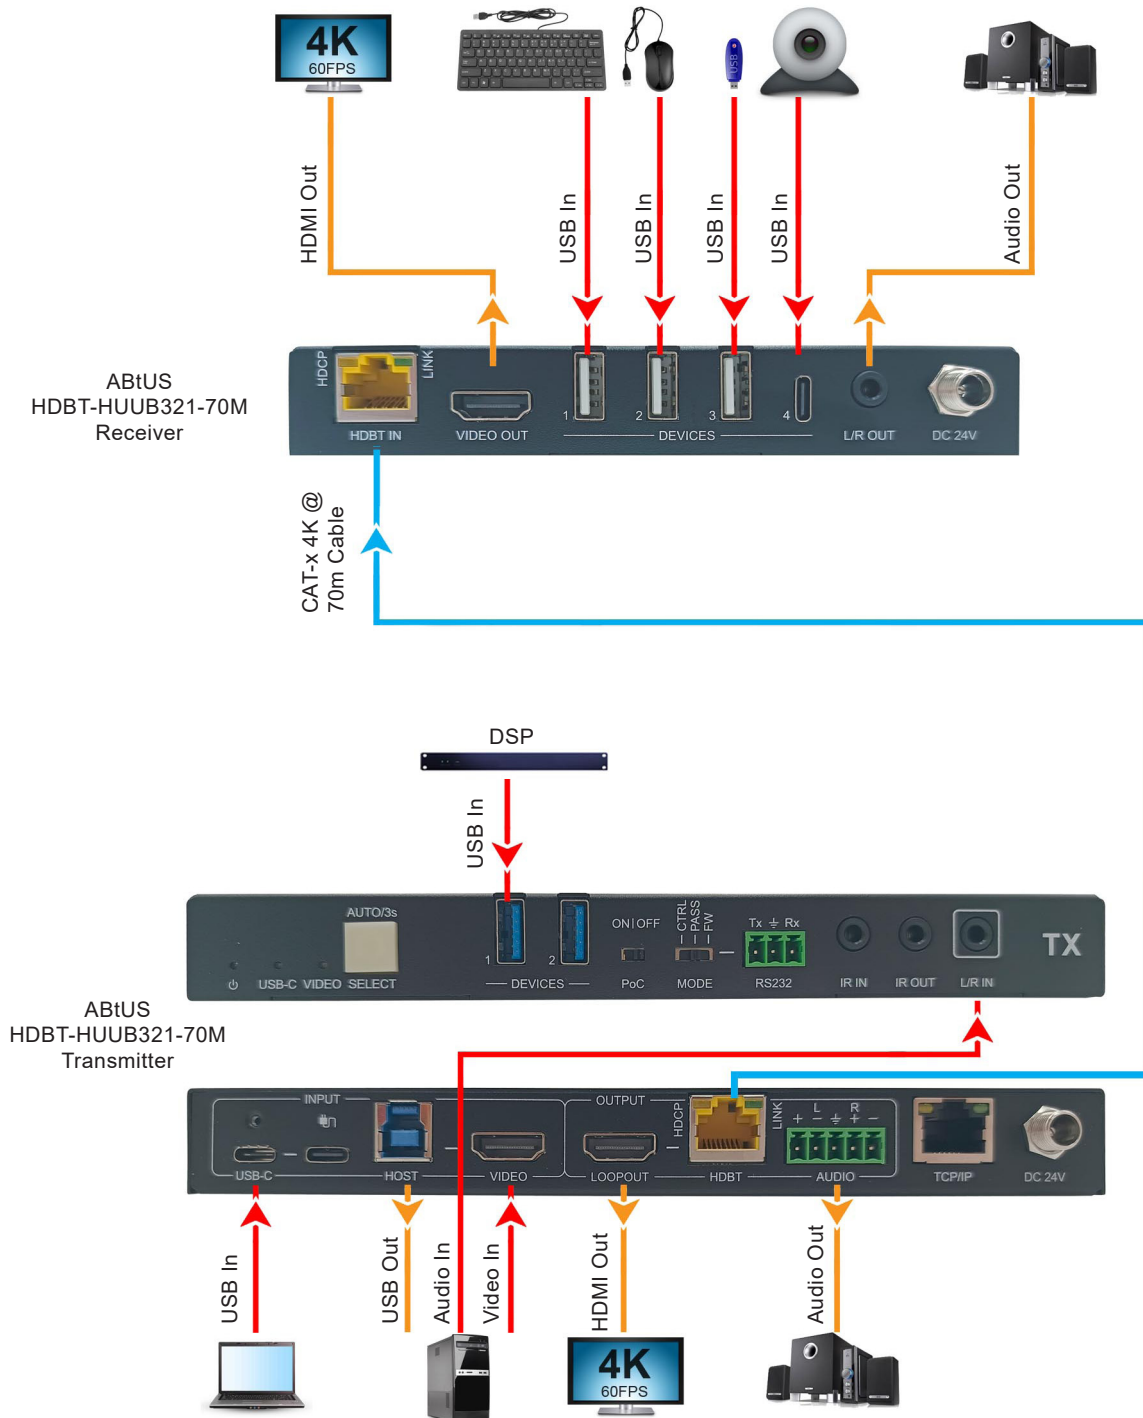 4K
60FPS
USB
HDMI Out
USB In
USB In
USB In
USB In
Audio Out
ABtUS
HDBT-HUUB321-70M
Receiver
HDCP
LINK
1
2
3
4
HDBT IN
VIDEO OUT
DEVICES
L/R OUT
DC 24V
CAT-x 4K @
70m Cable
DSP
USB In
AUTO/3s
ON|OFF
CTRL
PASS
FW
Tx Rx
TX
1
2
USB-C VIDEO SELECT
DEVICES
PoC
MODE
RS232
IR IN
IR OUT
L/R IN
ABtUS
HDBT-HUUB321-70M
Transmitter
INPUT
OUTPUT
HDCP
LINK
L R
+ − + −
USB-C
HOST
VIDEO
LOOPOUT
HDBT
AUDIO
TCP/IP
DC 24V
USB In
USB Out
Audio In
Video In
HDMI Out
Audio Out
4K
60FPS